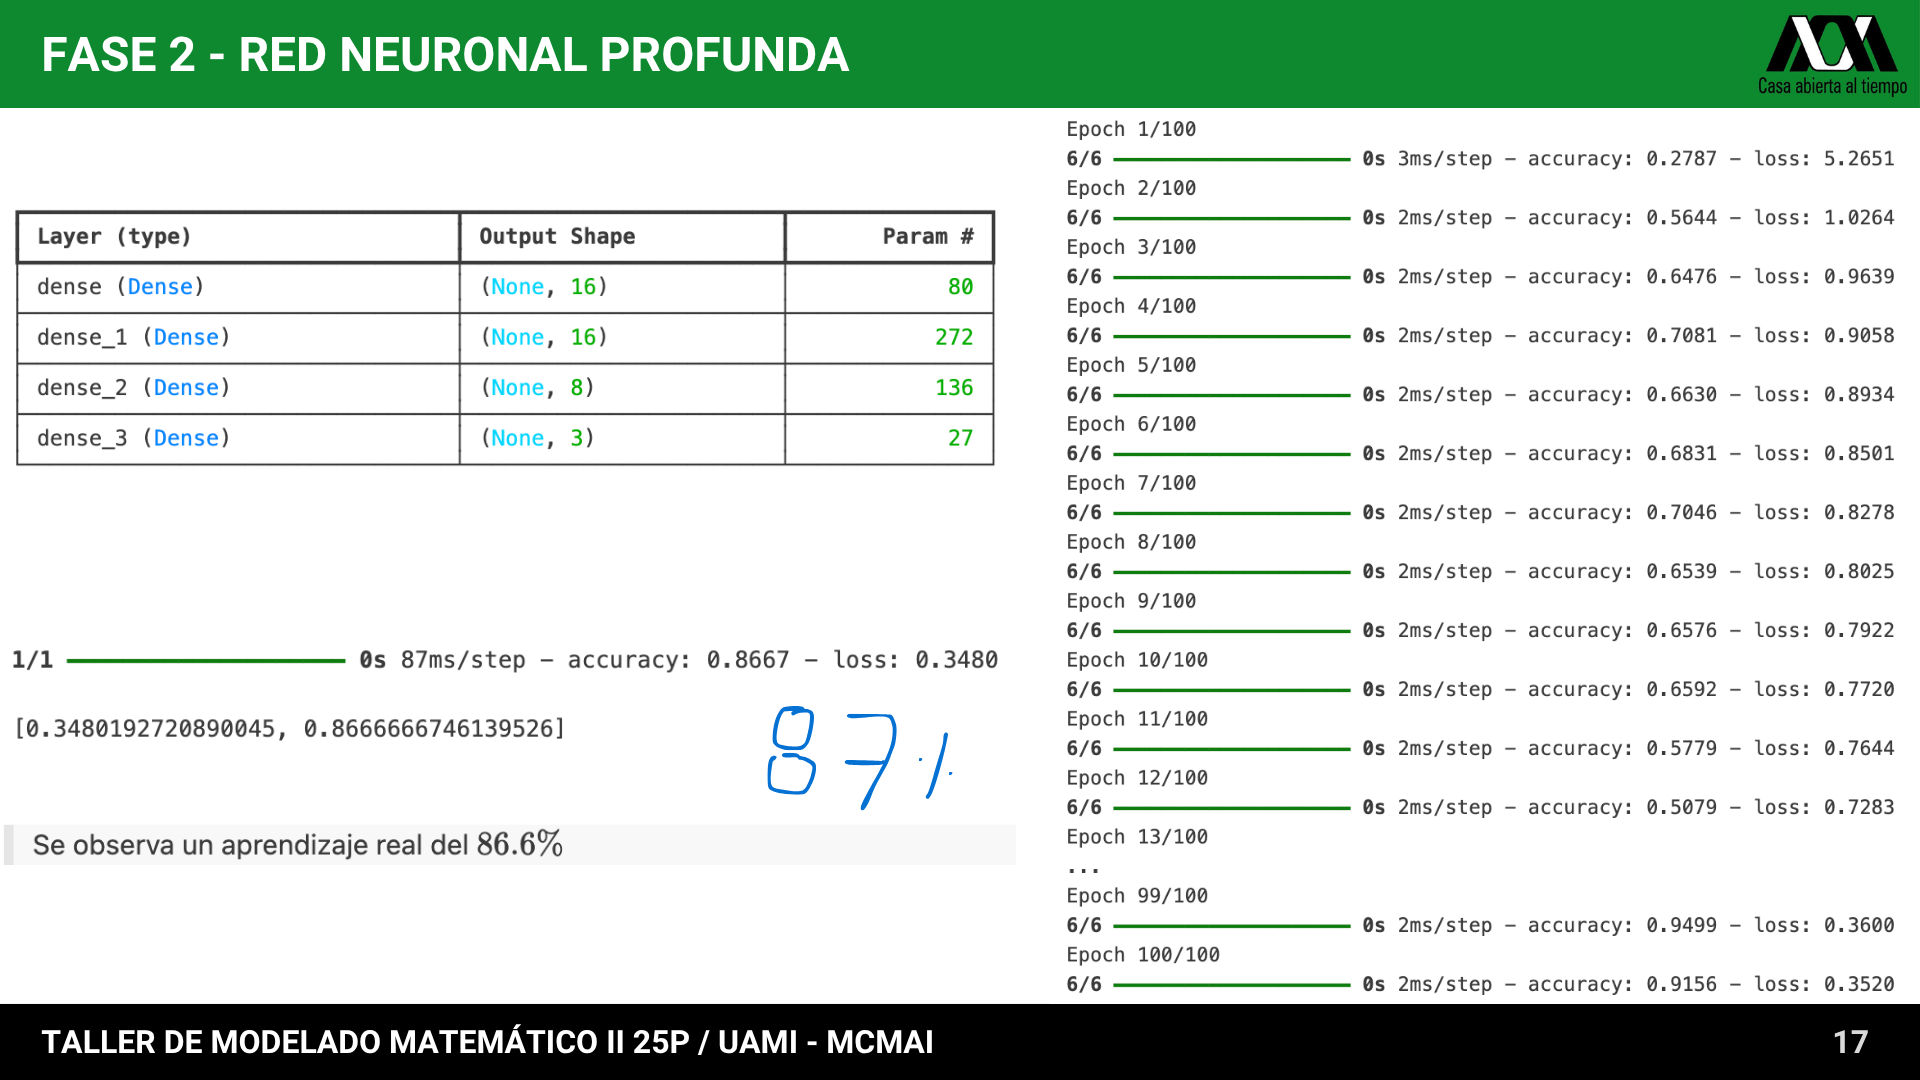 FASE 2 - RED NEURONAL PROFUNDA
Casa abierta al tiempo
Layer (type) Output Shape Param #
dense (Dense) (None, 16) 80
dense_1 (Dense) (None, 16) 272
dense_2 (Dense) (None, 8) 136
dense_3 (Dense) (None, 3) 27
1/1 0s 87ms/step – accuracy: 0.8667 – loss: 0.3480
[0.3480192720890045, 0.8666666746139526]
87%
Se observa un aprendizaje real del 86.6%
Epoch 1/100
6/6 0s 3ms/step – accuracy: 0.2787 – loss: 5.2651
Epoch 2/100
6/6 0s 2ms/step – accuracy: 0.5644 – loss: 1.0264
Epoch 3/100
6/6 0s 2ms/step – accuracy: 0.6476 – loss: 0.9639
Epoch 4/100
6/6 0s 2ms/step – accuracy: 0.7081 – loss: 0.9058
Epoch 5/100
6/6 0s 2ms/step – accuracy: 0.6630 – loss: 0.8934
Epoch 6/100
6/6 0s 2ms/step – accuracy: 0.6831 – loss: 0.8501
Epoch 7/100
6/6 0s 2ms/step – accuracy: 0.7046 – loss: 0.8278
Epoch 8/100
6/6 0s 2ms/step – accuracy: 0.6539 – loss: 0.8025
Epoch 9/100
6/6 0s 2ms/step – accuracy: 0.6576 – loss: 0.7922
Epoch 10/100
6/6 0s 2ms/step – accuracy: 0.6592 – loss: 0.7720
Epoch 11/100
6/6 0s 2ms/step – accuracy: 0.5779 – loss: 0.7644
Epoch 12/100
6/6 0s 2ms/step – accuracy: 0.5079 – loss: 0.7283
Epoch 13/100
...
Epoch 99/100
6/6 0s 2ms/step – accuracy: 0.9499 – loss: 0.3600
Epoch 100/100
6/6 0s 2ms/step – accuracy: 0.9156 – loss: 0.3520
TALLER DE MODELADO MATEMÁTICO II 25P / UAMI - MCMAI
17